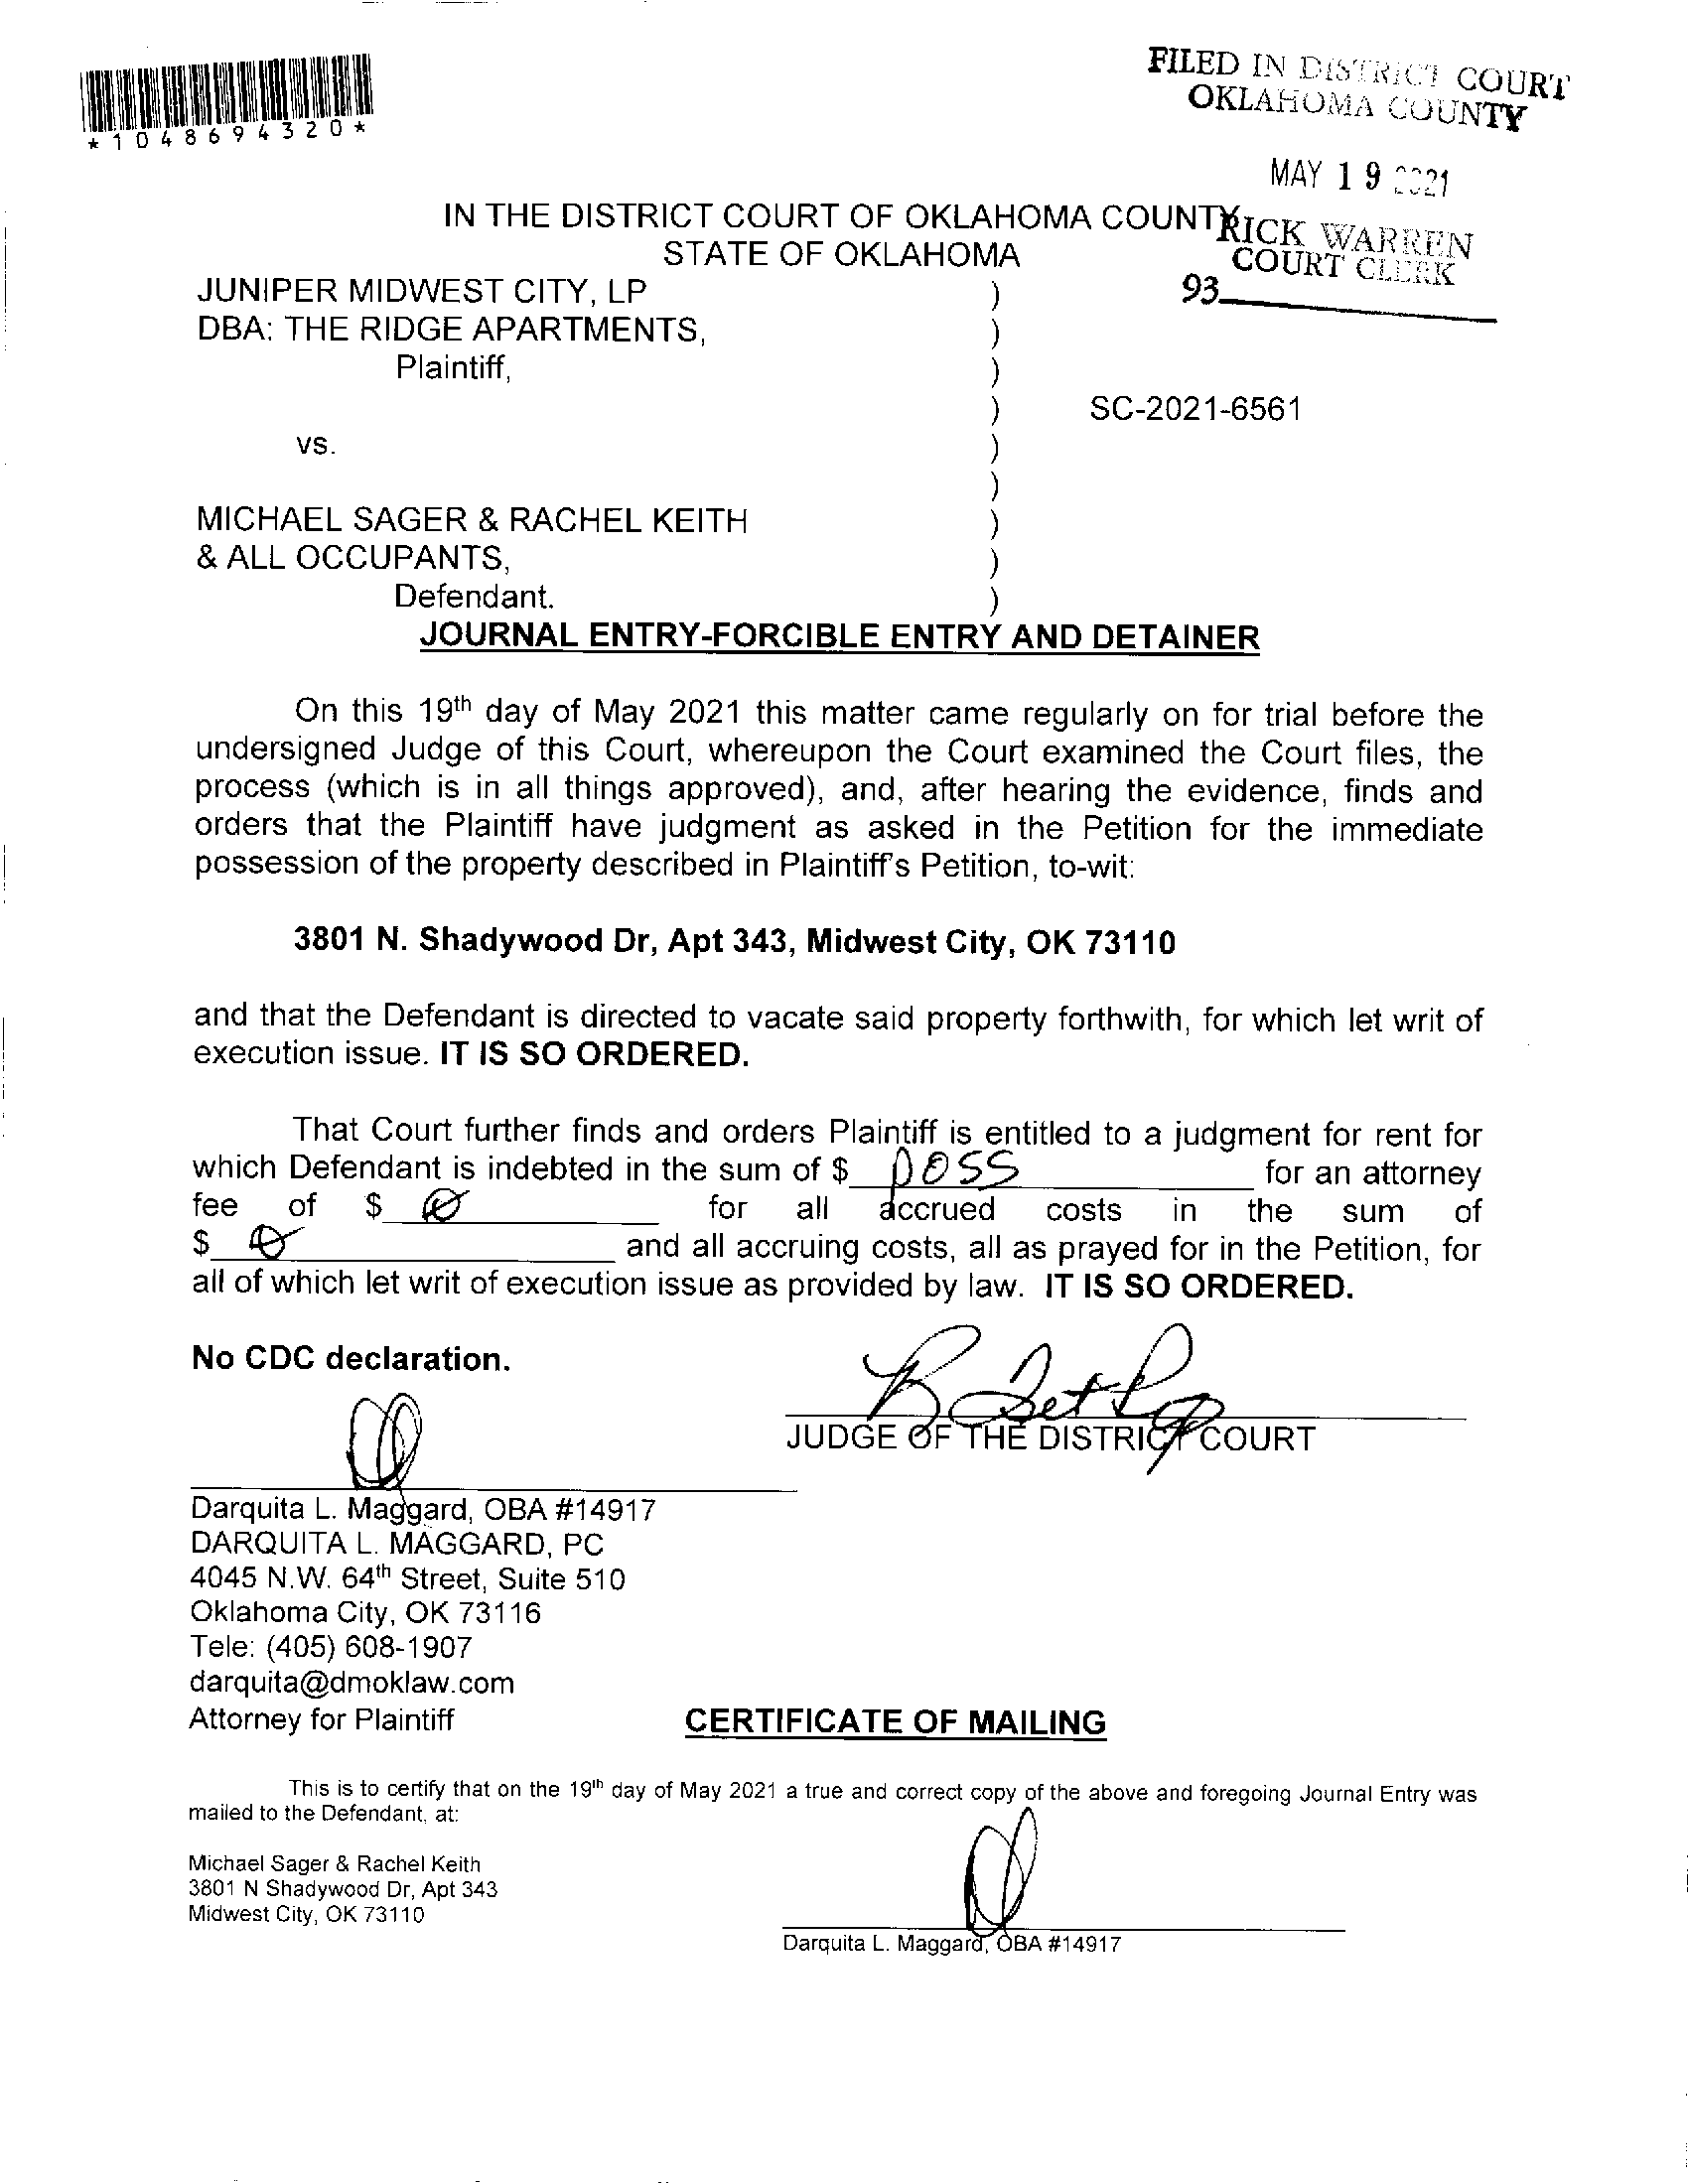 FILED IN DISTRICT COURT
OKLAHOMA COUNTY
*1048694320*
MAY 19 2021
RICK WARREN
COURT CLERK
93
IN THE DISTRICT COURT OF OKLAHOMA COUNTY
STATE OF OKLAHOMA
JUNIPER MIDWEST CITY, LP )
DBA: THE RIDGE APARTMENTS, )
Plaintiff, )
) SC-2021-6561
vs. )
)
MICHAEL SAGER & RACHEL KEITH )
& ALL OCCUPANTS, )
Defendant. )
JOURNAL ENTRY-FORCIBLE ENTRY AND DETAINER
On this 19th day of May 2021 this matter came regularly on for trial before the
undersigned Judge of this Court, whereupon the Court examined the Court files, the
process (which is in all things approved), and, after hearing the evidence, finds and
orders that the Plaintiff have judgment as asked in the Petition for the immediate
possession of the property described in Plaintiff's Petition, to-wit:
3801 N. Shadywood Dr, Apt 343, Midwest City, OK 73110
and that the Defendant is directed to vacate said property forthwith, for which let writ of
execution issue. IT IS SO ORDERED.
That Court further finds and orders Plaintiff is entitled to a judgment for rent for
which Defendant is indebted in the sum of $ poss for an attorney
fee of $ 0 for all accrued costs in the sum of
$ 0 and all accruing costs, all as prayed for in the Petition, for
all of which let writ of execution issue as provided by law. IT IS SO ORDERED.
No CDC declaration.
JUDGE OF THE DISTRICT COURT
Darquita L. Maggard, OBA #14917
DARQUITA L. MAGGARD, PC
4045 N.W. 64th Street, Suite 510
Oklahoma City, OK 73116
Tele: (405) 608-1907
darquita@dmoklaw.com
Attorney for Plaintiff
CERTIFICATE OF MAILING
This is to certify that on the 19th day of May 2021 a true and correct copy of the above and foregoing Journal Entry was
mailed to the Defendant, at:
Michael Sager & Rachel Keith
3801 N Shadywood Dr, Apt 343
Midwest City, OK 73110
Darquita L. Maggard, OBA #14917